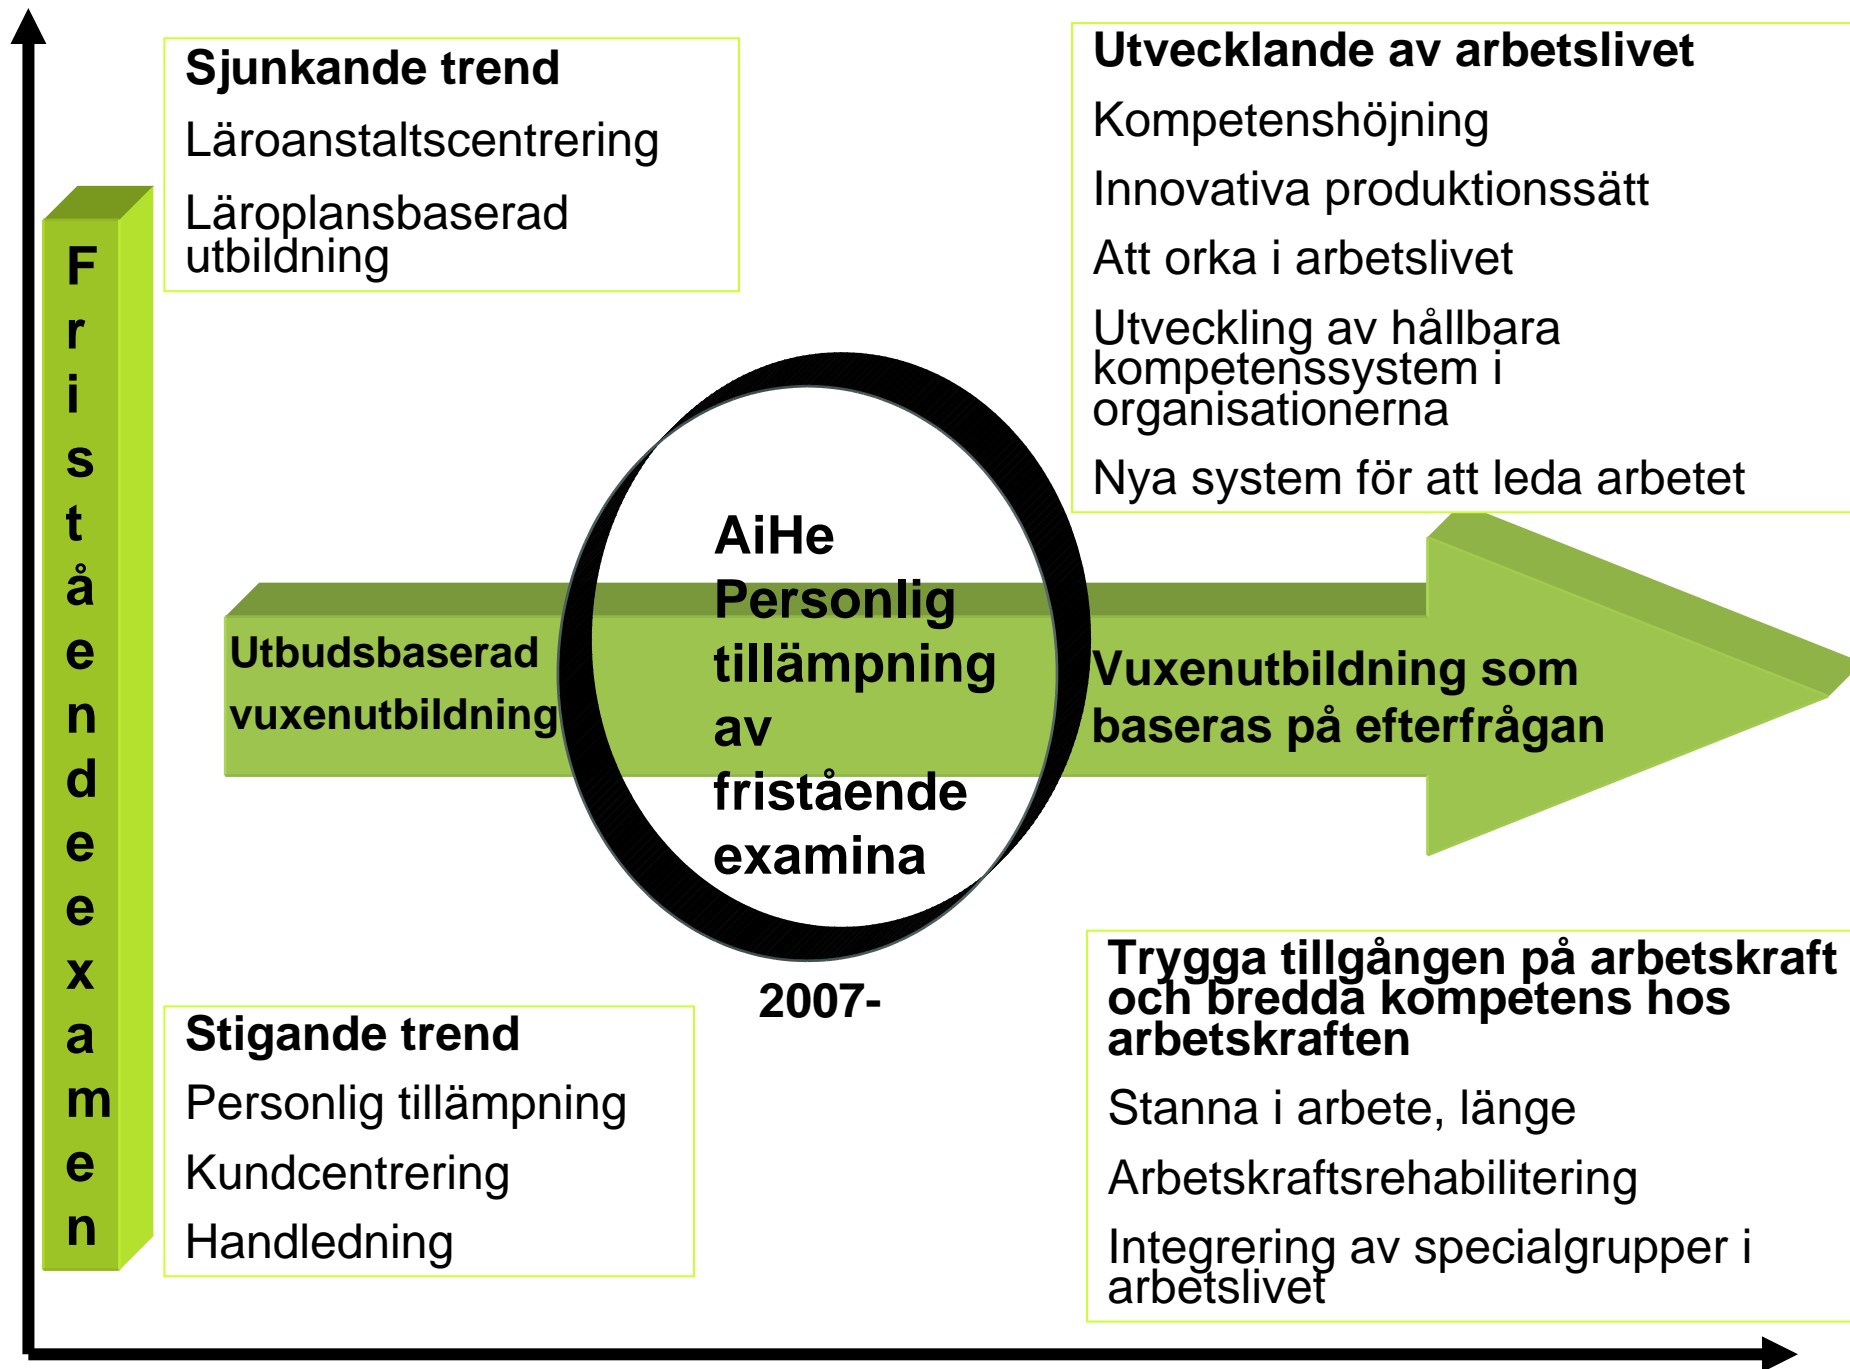 Sjunkande trend
Läroanstaltscentrering
Läroplansbaserad
utbildning
Utvecklande av arbetslivet
Kompetenshöjning
Innovativa produktionssätt
Att orka i arbetslivet
Utveckling av hållbara
kompetenssystem i
organisationerna
Nya system för att leda arbetet
F
r
i
s
t
å
e
n
d
e
e
x
a
m
e
n
Utbudsbaserad
vuxenutbildning
AiHe
Personlig
tillämpning
av
fristående
examina
Vuxenutbildning som
baseras på efterfrågan
2007-
Stigande trend
Personlig tillämpning
Kundcentrering
Handledning
Trygga tillgången på arbetskraft
och bredda kompetens hos
arbetskraften
Stanna i arbete, länge
Arbetskraftsrehabilitering
Integrering av specialgrupper i
arbetslivet